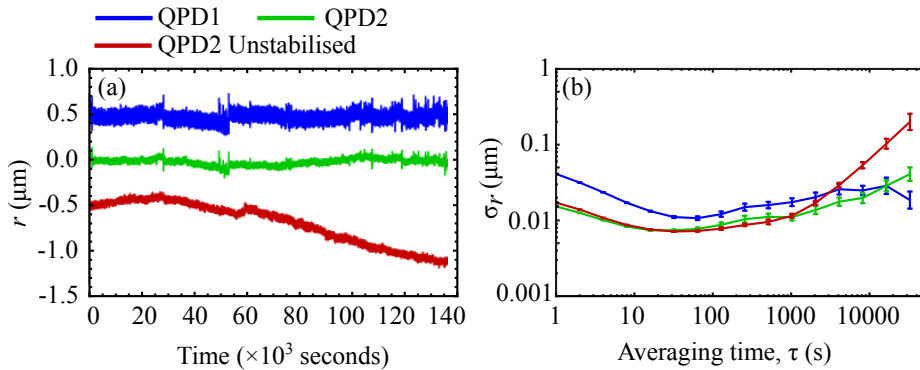 QPD1 QPD2
QPD2 Unstabilised
(a)
r (μm)
1.0
0.5
0.0
-0.5
-1.0
-1.5
0 20 40 60 80 100 120 140
Time (×10³ seconds)
(b)
σr (μm)
1
0.1
0.01
0.001
1 10 100 1000 10000
Averaging time, τ (s)